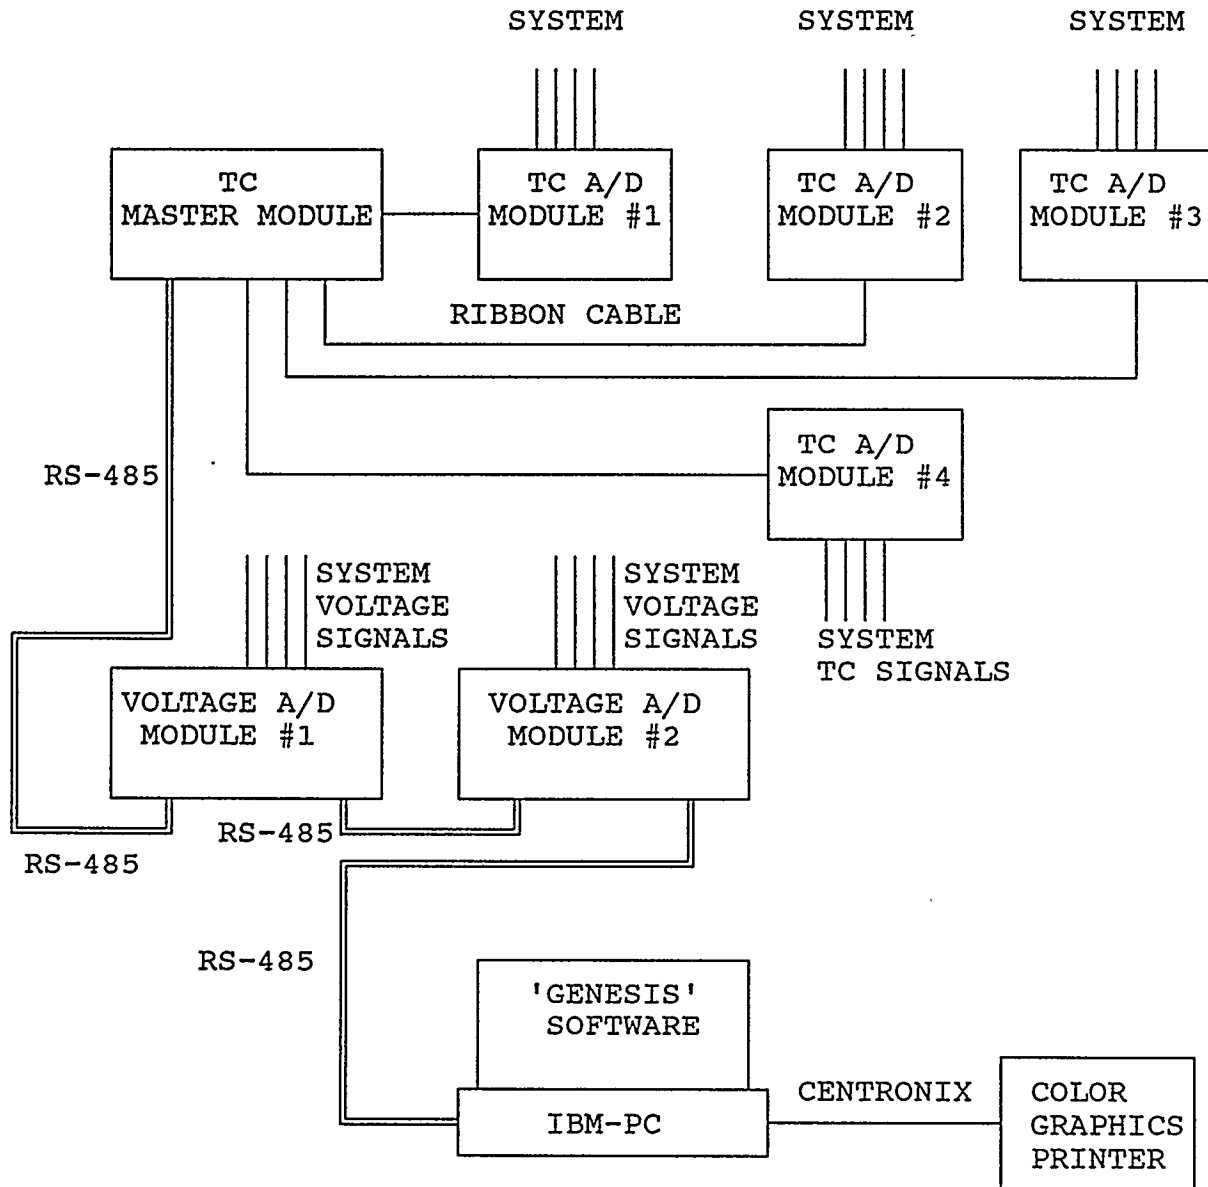 SYSTEM
SYSTEM
SYSTEM
TC
MASTER MODULE
TC A/D
MODULE #1
TC A/D
MODULE #2
TC A/D
MODULE #3
RIBBON CABLE
TC A/D
MODULE #4
RS-485
SYSTEM
VOLTAGE
SIGNALS
SYSTEM
VOLTAGE
SIGNALS
SYSTEM
TC SIGNALS
VOLTAGE A/D
MODULE #1
VOLTAGE A/D
MODULE #2
RS-485
RS-485
RS-485
'GENESIS'
SOFTWARE
IBM-PC
CENTRONIX
COLOR
GRAPHICS
PRINTER